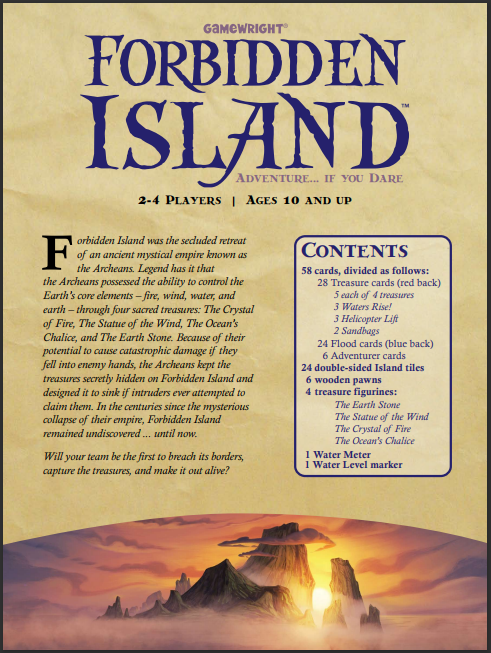 GAMEWRIGHT®
FORBIDDEN
ISLAND™
ADVENTURE... IF YOU DARE
2-4 PLAYERS | AGES 10 AND UP
Forbidden Island was the secluded retreat
of an ancient mystical empire known as
the Archeans. Legend has it that
the Archeans possessed the ability to control the
Earth's core elements – fire, wind, water, and
earth – through four sacred treasures: The Crystal
of Fire, The Statue of the Wind, The Ocean's
Chalice, and The Earth Stone. Because of their
potential to cause catastrophic damage if they
fell into enemy hands, the Archeans kept the
treasures secretly hidden on Forbidden Island and
designed it to sink if intruders ever attempted to
claim them. In the centuries since the mysterious
collapse of their empire, Forbidden Island
remained undiscovered ... until now.
Will your team be the first to breach its borders,
capture the treasures, and make it out alive?
CONTENTS
58 cards, divided as follows:
28 Treasure cards (red back)
5 each of 4 treasures
3 Waters Rise!
3 Helicopter Lift
2 Sandbags
24 Flood cards (blue back)
6 Adventurer cards
24 double-sided Island tiles
6 wooden pawns
4 treasure figurines:
The Earth Stone
The Statue of the Wind
The Crystal of Fire
The Ocean's Chalice
1 Water Meter
1 Water Level marker